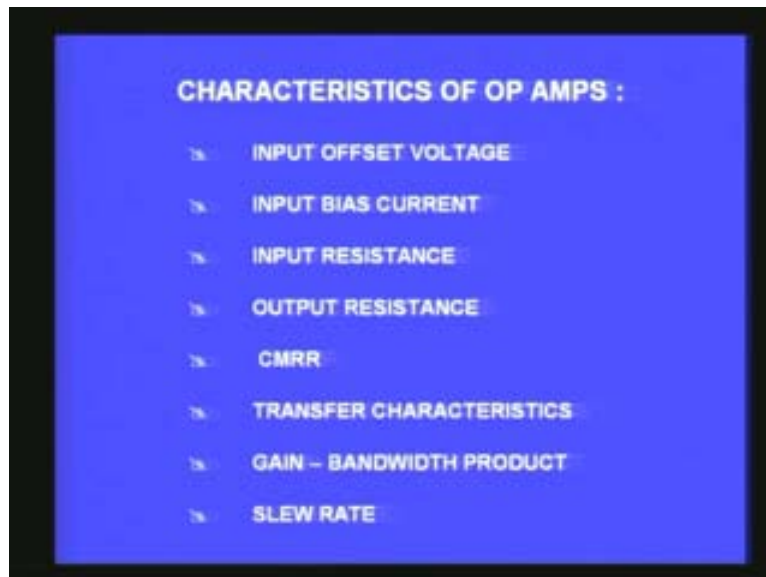 CHARACTERISTICS OF OP AMPS :
INPUT OFFSET VOLTAGE
INPUT BIAS CURRENT
INPUT RESISTANCE
OUTPUT RESISTANCE
CMRR
TRANSFER CHARACTERISTICS
GAIN – BANDWIDTH PRODUCT
SLEW RATE